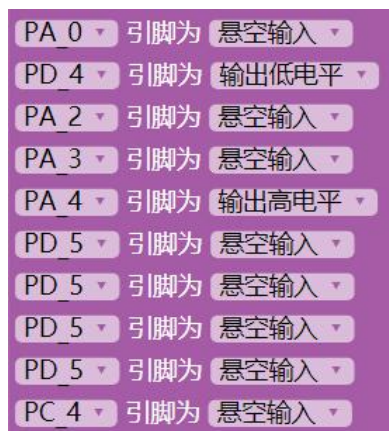 PA_0 引脚为 悬空输入
PD_4 引脚为 输出低电平
PA_2 引脚为 悬空输入
PA_3 引脚为 悬空输入
PA_4 引脚为 输出高电平
PD_5 引脚为 悬空输入
PD_5 引脚为 悬空输入
PD_5 引脚为 悬空输入
PD_5 引脚为 悬空输入
PC_4 引脚为 悬空输入